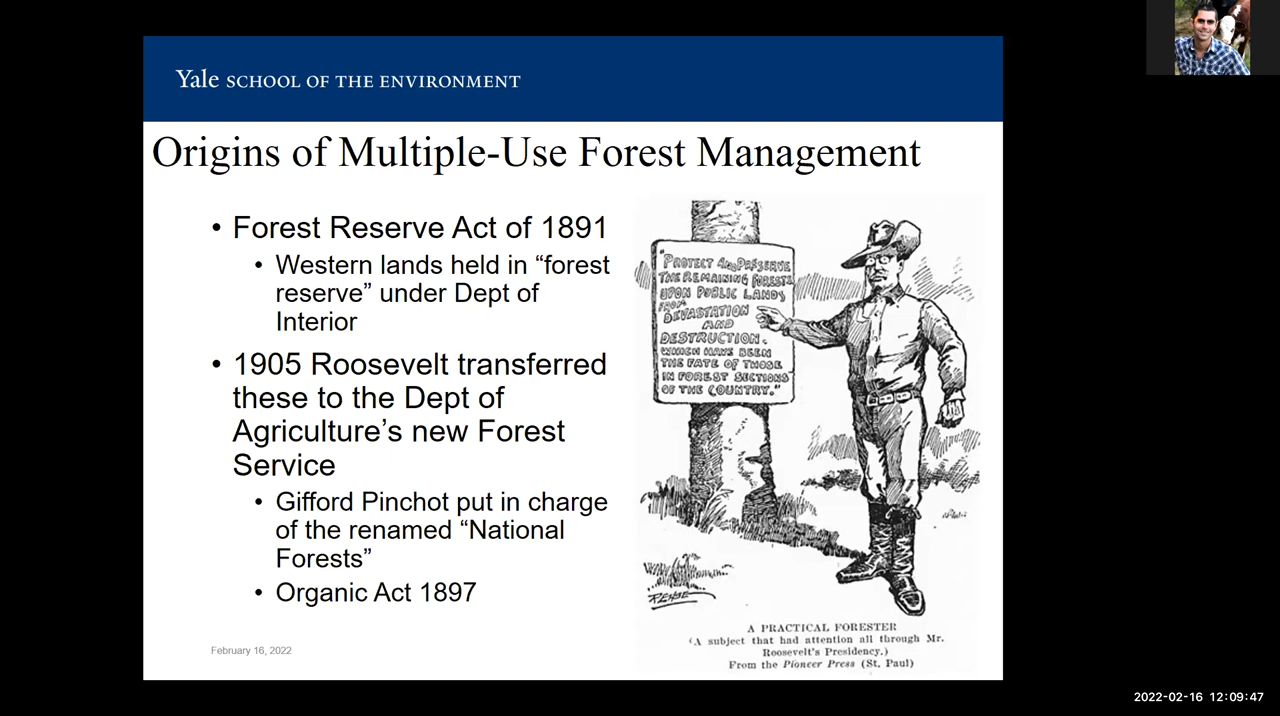 Yale SCHOOL OF THE ENVIRONMENT
Origins of Multiple-Use Forest Management
• Forest Reserve Act of 1891
• Western lands held in “forest
reserve” under Dept of
Interior
• 1905 Roosevelt transferred
these to the Dept of
Agriculture’s new Forest
Service
• Gifford Pinchot put in charge
of the renamed “National
Forests”
• Organic Act 1897
February 16, 2022
"PROTECT AND PRESERVE
THE REMAINING FORESTS
UPON PUBLIC LANDS
FROM
DEVASTATION
AND
DESTRUCTION,
WHICH HAVE BEEN
THE FATE OF THOSE
IN FOREST SECTIONS
OF THE COUNTRY."
A PRACTICAL FORESTER
(A subject that had attention all through Mr.
Roosevelt's Presidency.)
From the Pioneer Press (St. Paul)
2022-02-16 12:09:47